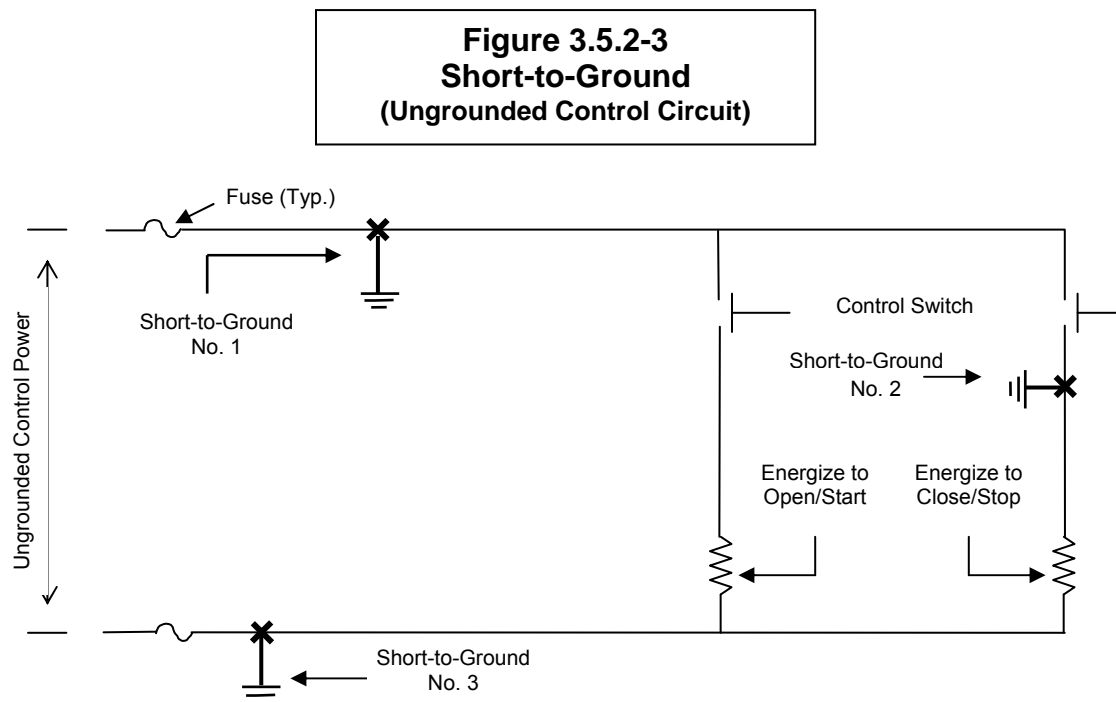 Figure 3.5.2-3
Short-to-Ground
(Ungrounded Control Circuit)
Fuse (Typ.)
Short-to-Ground
No. 1
Control Switch
Short-to-Ground
No. 2
Ungrounded Control Power
Energize to
Open/Start
Energize to
Close/Stop
Short-to-Ground
No. 3